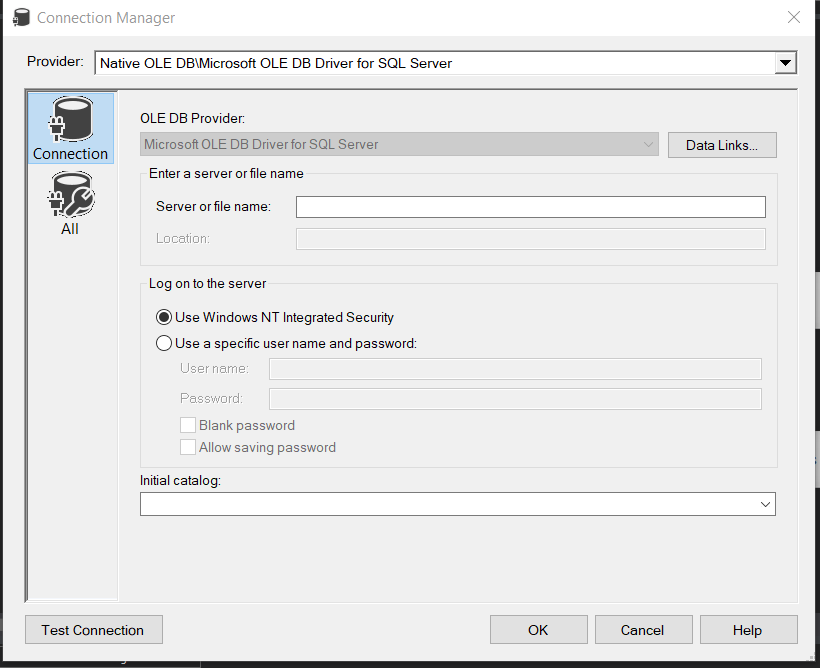 Connection Manager
Provider:
Native OLE DB\Microsoft OLE DB Driver for SQL Server
Connection
All
OLE DB Provider:
Microsoft OLE DB Driver for SQL Server
Data Links...
Enter a server or file name
Server or file name:
Location:
Log on to the server
Use Windows NT Integrated Security
Use a specific user name and password:
User name:
Password:
Blank password
Allow saving password
Initial catalog:
Test Connection
OK
Cancel
Help